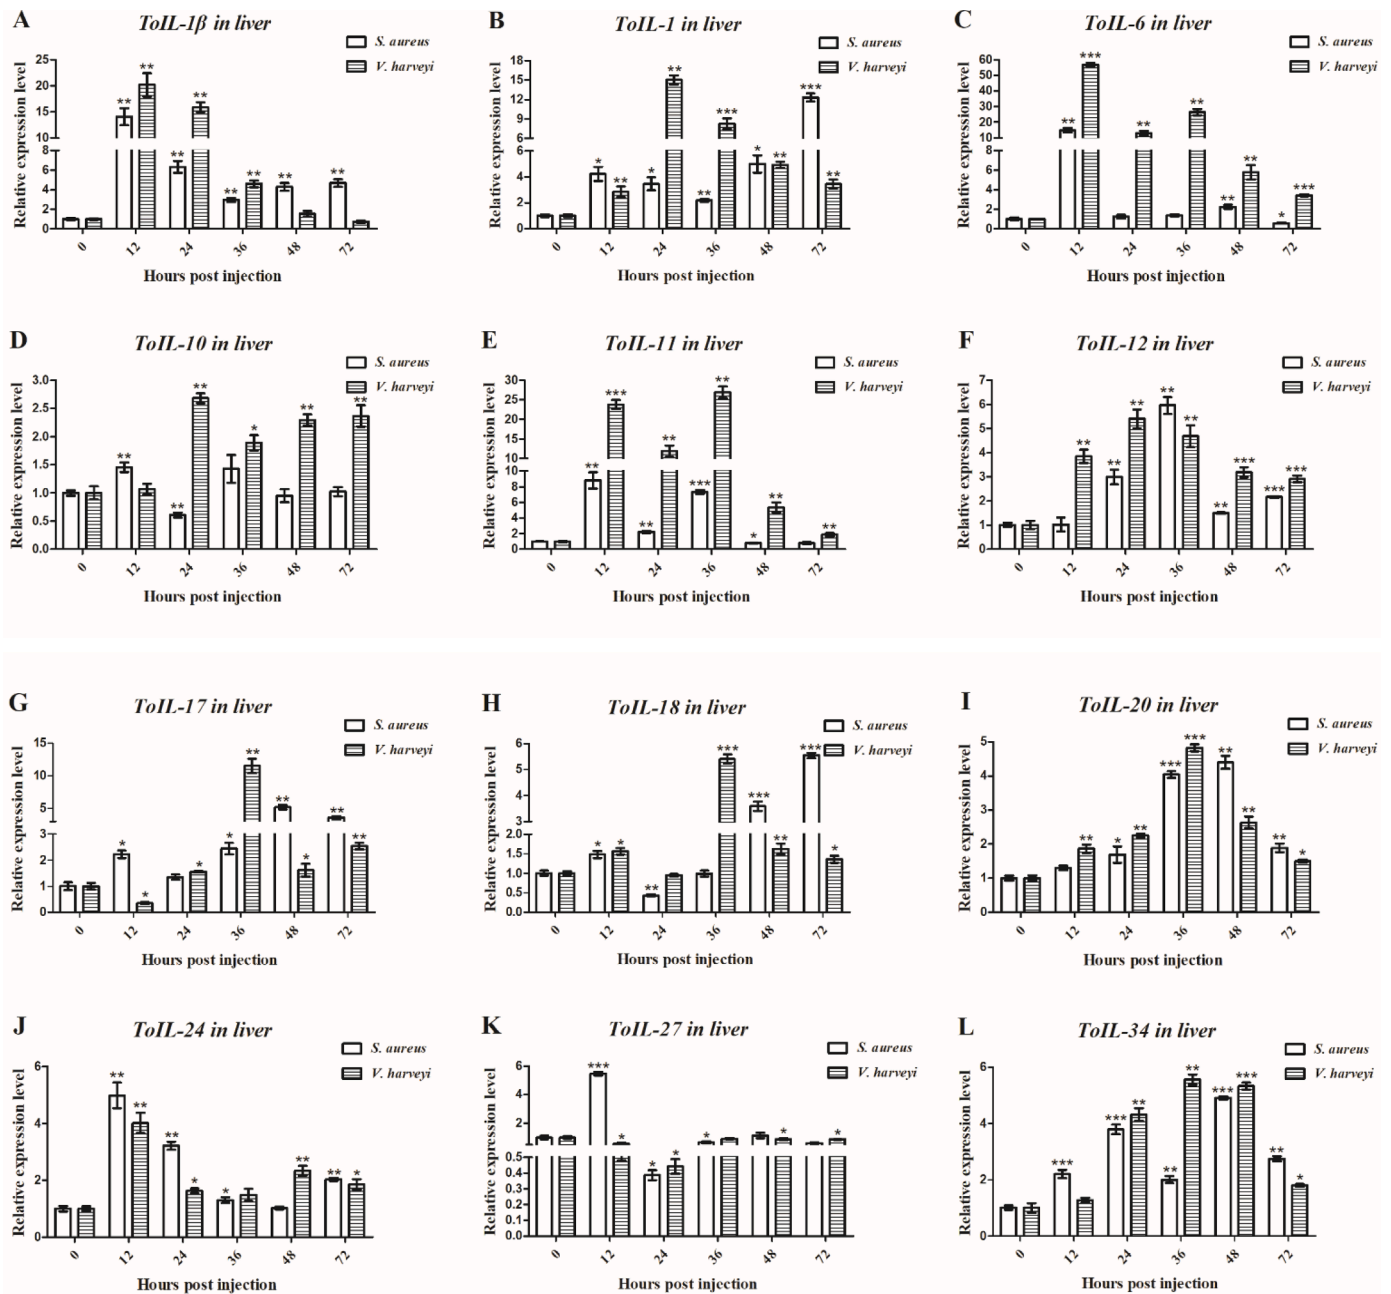 A
ToIL-1β in liver
S. aureus
V. harveyi
Relative expression level
25
20
15
10
8
6
4
2
0
** ** ** ** ** ** ** **
0 12 24 36 48 72
Hours post injection
B
ToIL-1 in liver
S. aureus
V. harveyi
Relative expression level
18
15
12
9
6
6
4
2
0
* ** * ** ** *** * ** *** **
0 12 24 36 48 72
Hours post injection
C
ToIL-6 in liver
S. aureus
V. harveyi
Relative expression level
60
50
40
30
20
10
8
6
4
2
0
** *** ** ** ** ** * ***
0 12 24 36 48 72
Hours post injection
D
ToIL-10 in liver
S. aureus
V. harveyi
Relative expression level
3.0
2.5
2.0
1.5
1.0
0.5
0.0
** ** ** * ** **
0 12 24 36 48 72
Hours post injection
E
ToIL-11 in liver
S. aureus
V. harveyi
Relative expression level
30
25
20
15
10
10
8
6
4
2
0
** *** ** ** *** ** * ** **
0 12 24 36 48 72
Hours post injection
F
ToIL-12 in liver
S. aureus
V. harveyi
Relative expression level
7
6
5
4
3
2
1
0
** ** ** ** ** ** *** *** ***
0 12 24 36 48 72
Hours post injection
G
ToIL-17 in liver
S. aureus
V. harveyi
Relative expression level
15
10
5
3
2
1
0
* * * * ** ** * ** **
0 12 24 36 48 72
Hours post injection
H
ToIL-18 in liver
S. aureus
V. harveyi
Relative expression level
6
5
4
3
2.0
1.5
1.0
0.5
0.0
* * ** *** *** ** *** *
0 12 24 36 48 72
Hours post injection
I
ToIL-20 in liver
S. aureus
V. harveyi
Relative expression level
5
4
3
2
1
0
** * ** *** *** ** ** ** *
0 12 24 36 48 72
Hours post injection
J
ToIL-24 in liver
S. aureus
V. harveyi
Relative expression level
6
4
2
0
** ** ** * * ** ** *
0 12 24 36 48 72
Hours post injection
K
ToIL-27 in liver
S. aureus
V. harveyi
Relative expression level
6
4
2
0.5
0.4
0.3
0.2
0.1
0.0
*** * * * * * *
0 12 24 36 48 72
Hours post injection
L
ToIL-34 in liver
S. aureus
V. harveyi
Relative expression level
6
4
2
0
*** *** ** ** ** *** *** ** *
0 12 24 36 48 72
Hours post injection